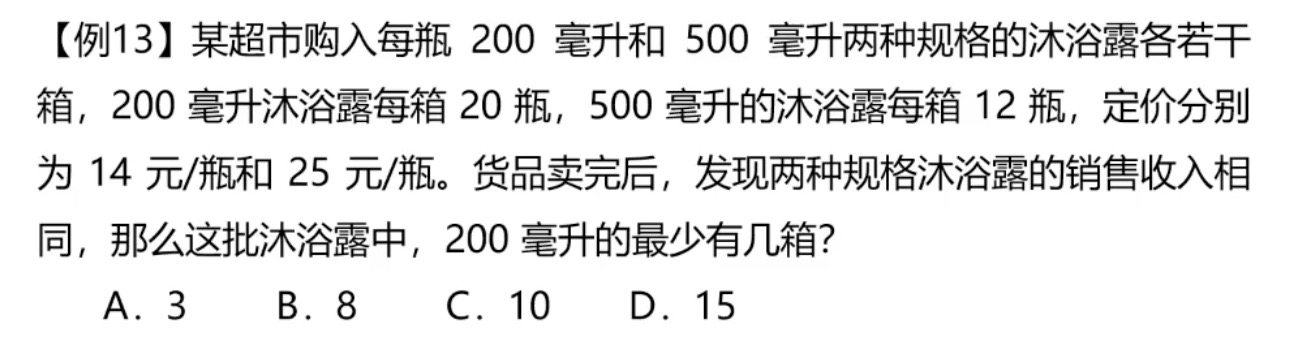 【例13】某超市购入每瓶 200 毫升和 500 毫升两种规格的沐浴露各若干
箱，200 毫升沐浴露每箱 20 瓶，500 毫升的沐浴露每箱 12 瓶，定价分别
为 14 元/瓶和 25 元/瓶。货品卖完后，发现两种规格沐浴露的销售收入相
同，那么这批沐浴露中，200 毫升的最少有几箱？
A．3 B．8 C．10 D．15